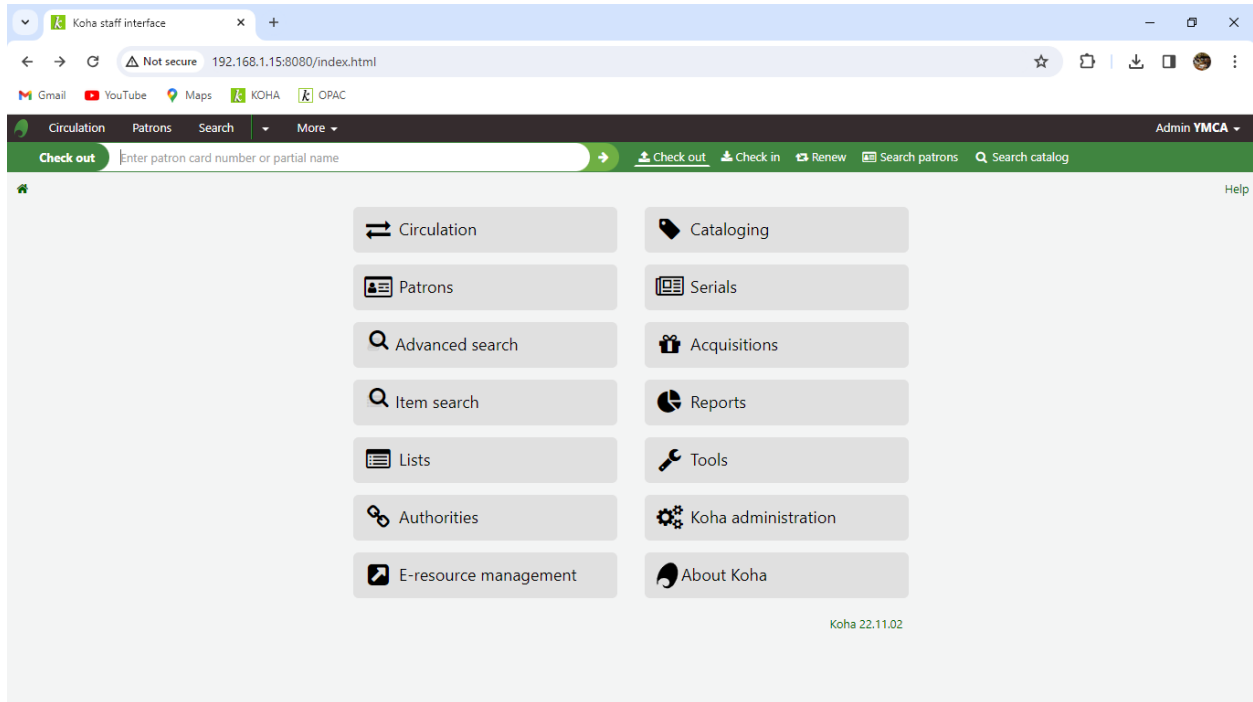 Koha staff interface
Not secure 192.168.1.15:8080/index.html
Gmail YouTube Maps KOHA OPAC
Circulation Patrons Search More Admin YMCA
Check out Enter patron card number or partial name Check out Check in Renew Search patrons Search catalog
Help
Circulation Cataloging
Patrons Serials
Advanced search Acquisitions
Item search Reports
Lists Tools
Authorities Koha administration
E-resource management About Koha
Koha 22.11.02